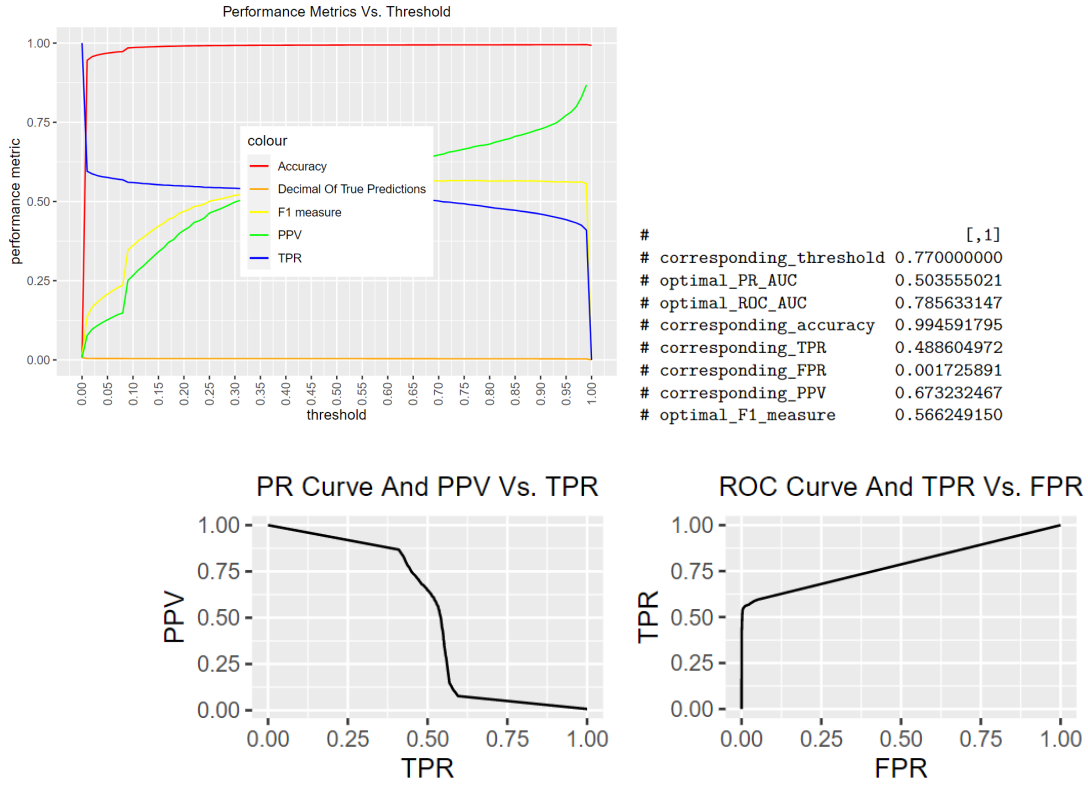 Performance Metrics Vs. Threshold
1.00
0.75
0.50
0.25
0.00
performance metric
colour
Accuracy
Decimal Of True Predictions
F1 measure
PPV
TPR
0.00 0.05 0.10 0.15 0.20 0.25 0.30 0.35 0.40 0.45 0.50 0.55 0.60 0.65 0.70 0.75 0.80 0.85 0.90 0.95 1.00
threshold
# [,1]
# corresponding_threshold 0.770000000
# optimal_PR_AUC 0.503555021
# optimal_ROC_AUC 0.785633147
# corresponding_accuracy 0.994591795
# corresponding_TPR 0.488604972
# corresponding_FPR 0.001725891
# corresponding_PPV 0.673232467
# optimal_F1_measure 0.566249150
PR Curve And PPV Vs. TPR
1.00
0.75
0.50
0.25
0.00
PPV
0.00 0.25 0.50 0.75 1.00
TPR
ROC Curve And TPR Vs. FPR
1.00
0.75
0.50
0.25
0.00
TPR
0.00 0.25 0.50 0.75 1.00
FPR